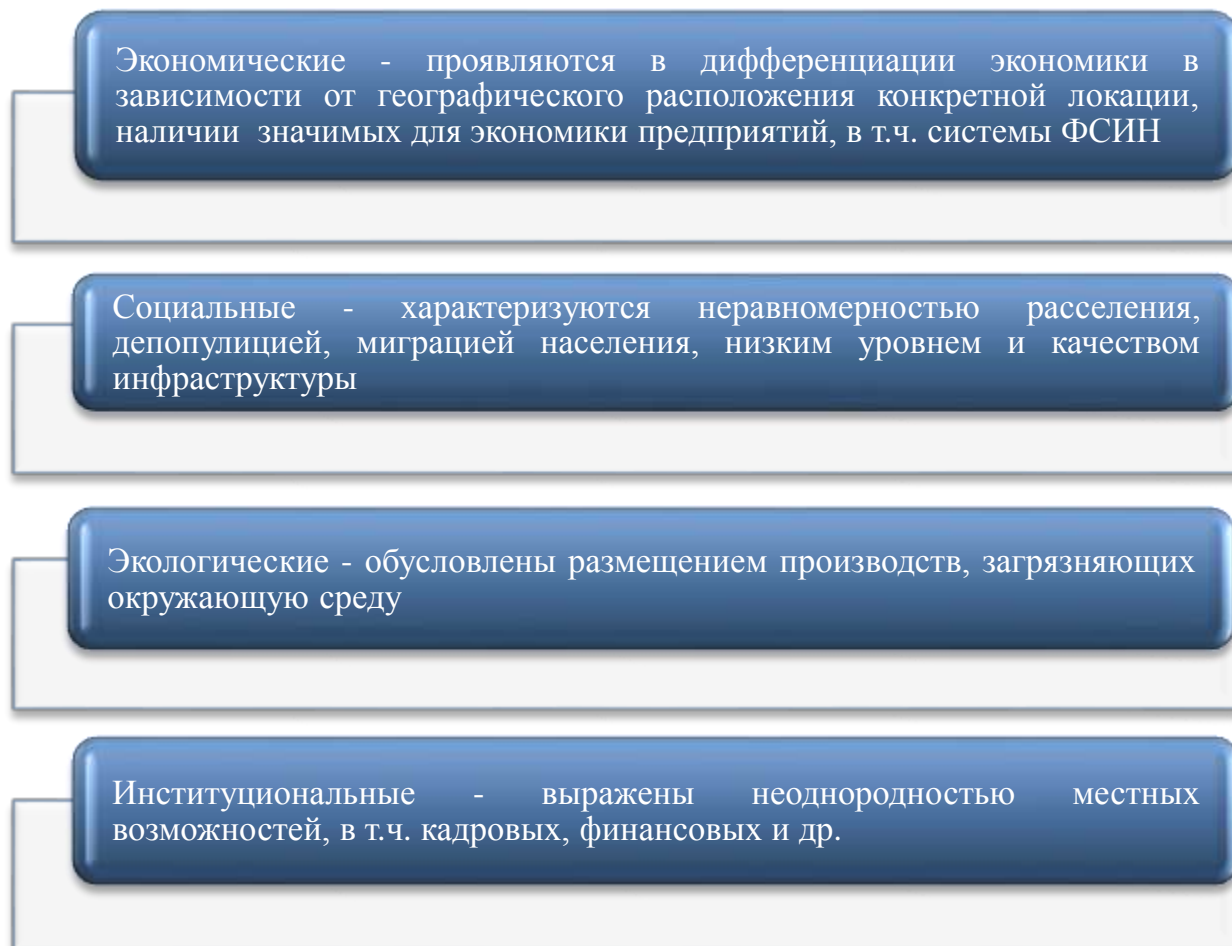 Экономические - проявляются в дифференциации экономики в
зависимости от географического расположения конкретной локации,
наличии значимых для экономики предприятий, в т.ч. системы ФСИН
Социальные - характеризуются неравномерностью расселения,
депопулицией, миграцией населения, низким уровнем и качеством
инфраструктуры
Экологические - обусловлены размещением производств, загрязняющих
окружающую среду
Институциональные - выражены неоднородностью местных
возможностей, в т.ч. кадровых, финансовых и др.